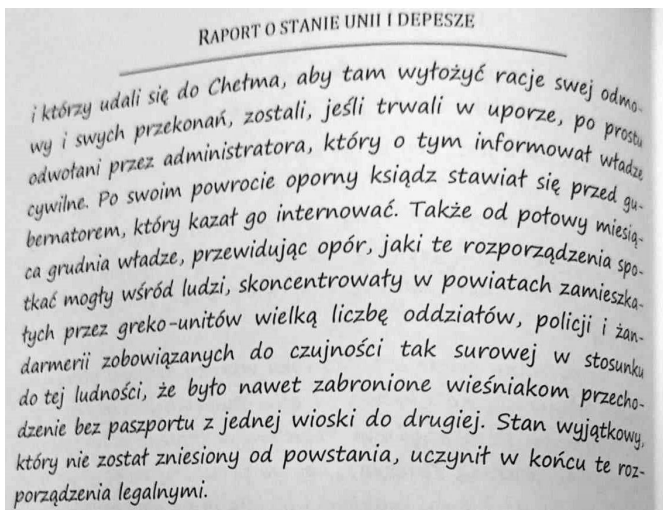 RAPORT O STANIE UNII I DEPESZE
i którzy udali się do Chełma, aby tam wyłożyć racje swej odmo-
wy i swych przekonań, zostali, jeśli trwali w uporze, po prostu
odwołani przez administratora, który o tym informował władze
cywilne. Po swoim powrocie oporny ksiądz stawiał się przed gu-
bernatorem, który kazał go internować. Także od połowy miesią-
ca grudnia władze, przewidując opór, jaki te rozporządzenia spo-
tkać mogły wśród ludzi, skoncentrowały w powiatach zamieszka-
łych przez greko-unitów wielką liczbę oddziałów, policji i żan-
darmerii zobowiązanych do czujności tak surowej w stosunku
do tej ludności, że było nawet zabronione wieśniakom przecho-
dzenie bez paszportu z jednej wioski do drugiej. Stan wyjątkowy,
który nie został zniesiony od powstania, uczynił w końcu te roz-
porządzenia legalnymi.